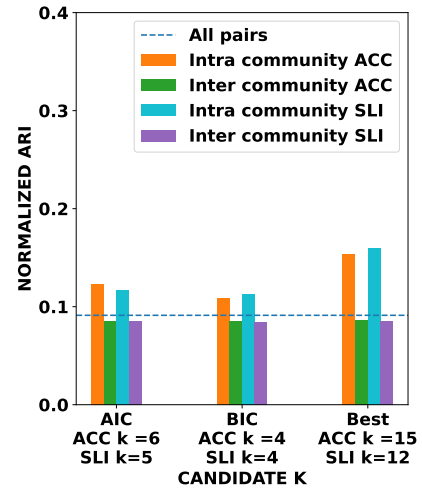 0.4
All pairs
Intra community ACC
Inter community ACC
Intra community SLI
Inter community SLI
0.3
0.2
0.1
0.0
NORMALIZED ARI
AIC
ACC k =6
SLI k=5
BIC
ACC k =4
SLI k=4
Best
ACC k =15
SLI k=12
CANDIDATE K